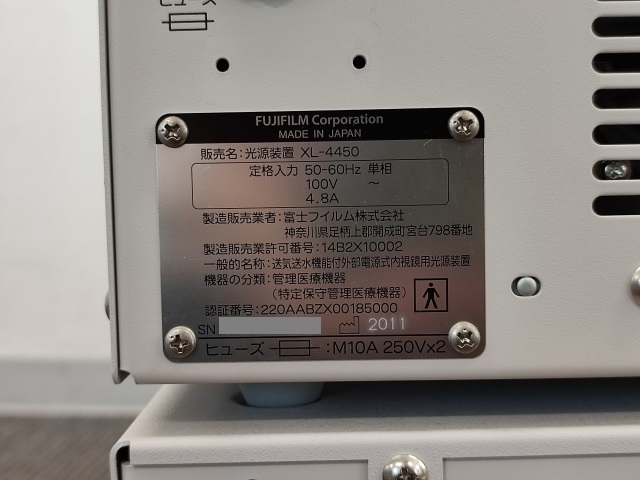 ヒューズ
FUJIFILM Corporation
MADE IN JAPAN
販売名:光源装置 XL-4450
定格入力 50-60Hz 単相
100V ～
4.8A
製造販売業者:富士フイルム株式会社
神奈川県足柄上郡開成町宮台798番地
製造販売業許可番号:14B2X10002
一般的名称:送気送水機能付外部電源式内視鏡用光源装置
機器の分類:管理医療機器
(特定保守管理医療機器)
認証番号:220AABZX00185000
SN 2011
ヒューズ :M10A 250V×2